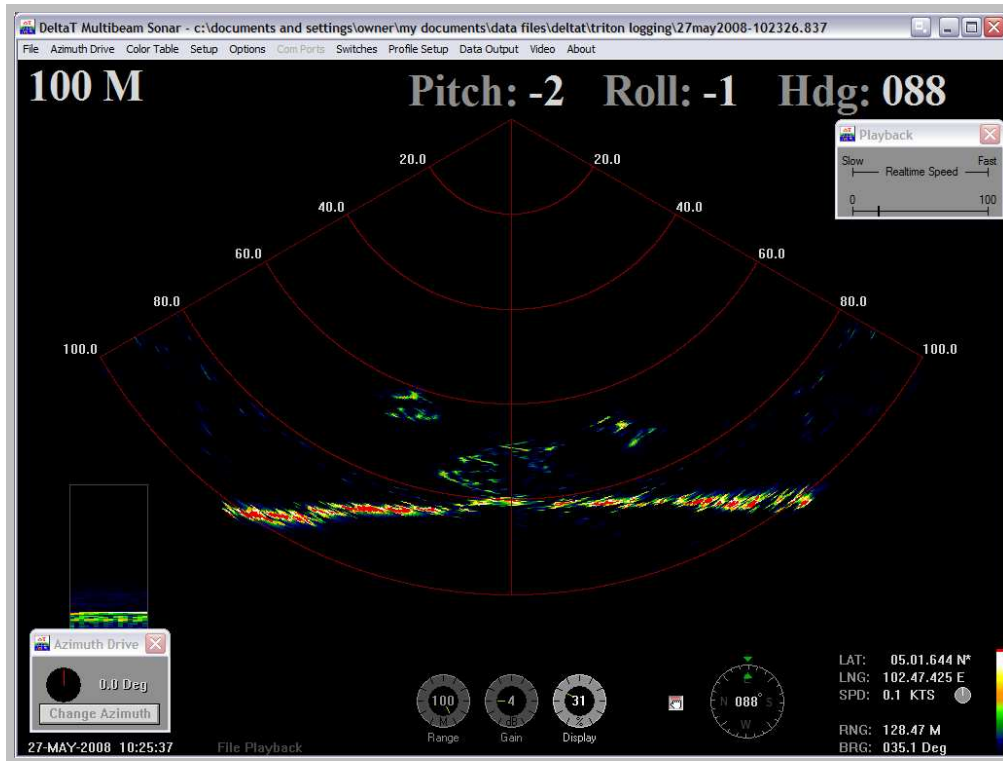 DeltaT Multibeam Sonar - c:\documents and settings\owner\my documents\data files\deltat\triton logging\27may2008-102326.837
File Azimuth Drive Color Table Setup Options Com Ports Switches Profile Setup Data Output Video About
100 M Pitch: -2 Roll: -1 Hdg: 088
Playback
Slow Realtime Speed Fast
0 100
20.0 20.0
40.0 40.0
60.0 60.0
80.0 80.0
100.0 100.0
Azimuth Drive
0.0 Deg
Change Azimuth
100 M
-4 dB
31 %
Range Gain Display
N 088° S
E
W
LAT: 05.01.644 N*
LNG: 102.47.425 E
SPD: 0.1 KTS
RNG: 128.47 M
BRG: 035.1 Deg
27-MAY-2008 10:25:37 File Playback